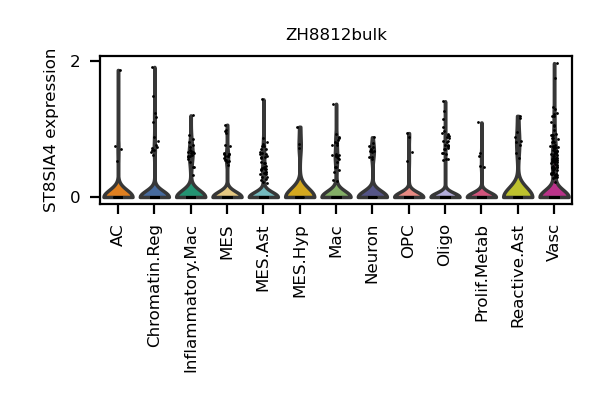 ZH8812bulk
ST8SIA4 expression
2
0
AC
Chromatin.Reg
Inflammatory.Mac
MES
MES.Ast
MES.Hyp
Mac
Neuron
OPC
Oligo
Prolif.Metab
Reactive.Ast
Vasc